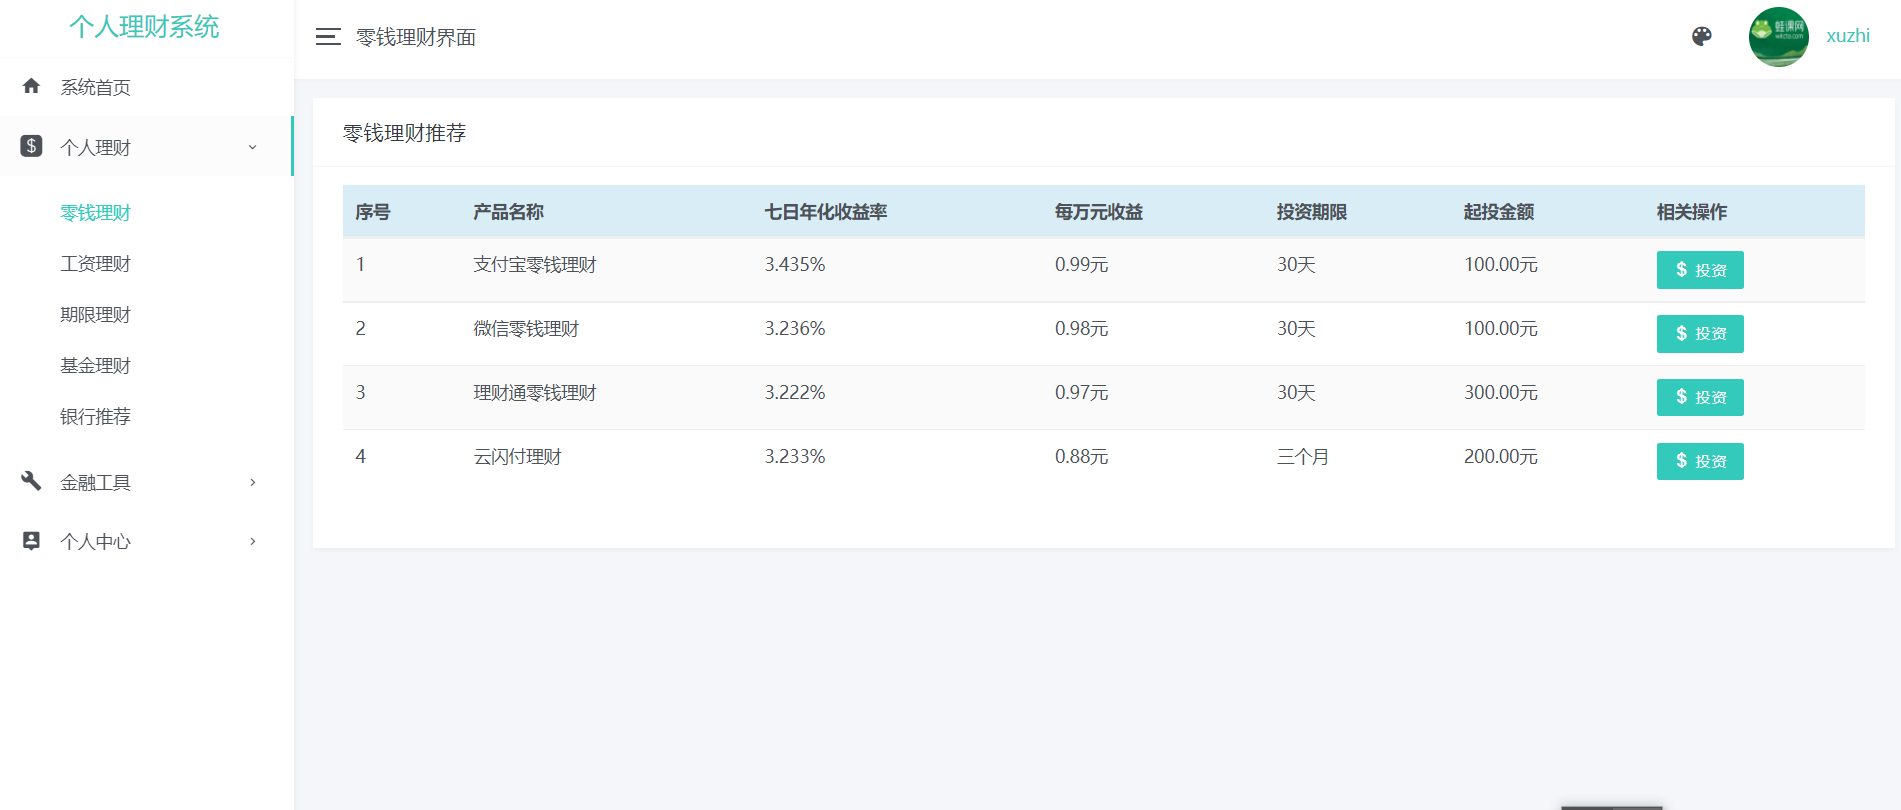 个人理财系统
系统首页
个人理财
零钱理财
工资理财
期限理财
基金理财
银行推荐
金融工具
个人中心
零钱理财界面
蛙课网
xuzhi
零钱理财推荐
序号 产品名称 七日年化收益率 每万元收益 投资期限 起投金额 相关操作
1 支付宝零钱理财 3.435% 0.99元 30天 100.00元 $ 投资
2 微信零钱理财 3.236% 0.98元 30天 100.00元 $ 投资
3 理财通零钱理财 3.222% 0.97元 30天 300.00元 $ 投资
4 云闪付理财 3.233% 0.88元 三个月 200.00元 $ 投资